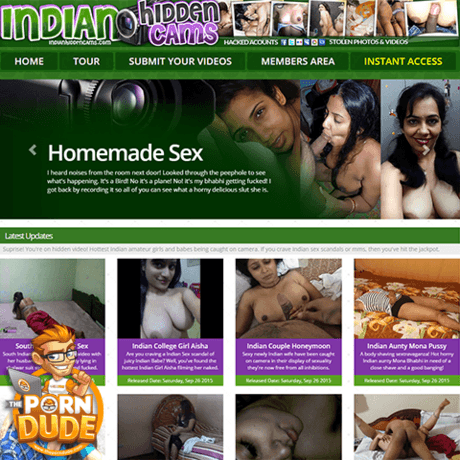 INDIAN hidden cams
indianhiddencams.com
HACKED ACOUNTS
STOLEN PHOTOS & VIDEOS
HOME TOUR SUBMIT YOUR VIDEOS MEMBERS AREA INSTANT ACCESS
Homemade Sex
I heard noises from the room next door! Looked through the peephole to see
what's happening. It's a Bird! No it's a plane! No! it's my bhabhi getting fucked! I
got back by recording it so all of you can see what a horny delicious slut she is.
Latest Updates
Suprise! You're on hidden video! Hottest Indian amateur girls and babes being caught on camera. If you crave Indian sex scandals or mms, then you've hit the jackpot.
South Sex
South Indian video with
her husb lying in
fucked.
Indian College Girl Aisha
Are you craving a Indian Sex scandal of
juicy Indian Babe? Well, you've found the
hottest Indian Girl Aisha filming her naked.
Released Date: Saturday, Sep 26 2015
Indian Couple Honeymoon
Sexy newly Indian wife have been caught
on camera in their display of sexuality
they're now free from all inhibitions.
Released Date: Saturday, Sep 26 2015
Indian Aunty Mona Pussy
A body shaving extravaganza! Hot horny
Indian aunty Mona Bhabhi in need of a
close shave and a good banging!
Released Date: Saturday, Sep 26 2015
THE PORN DUDE